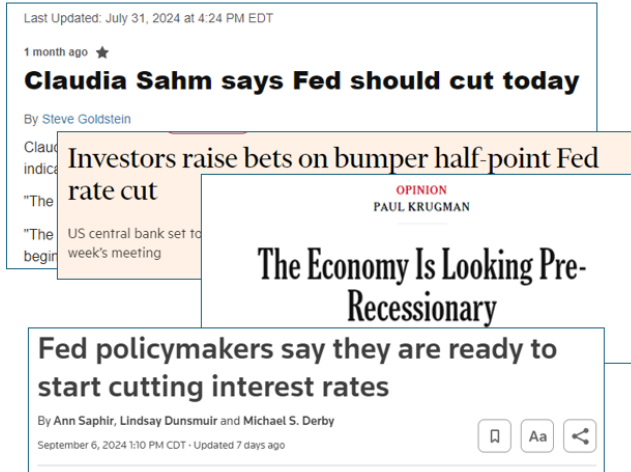 Last Updated: July 31, 2024 at 4:24 PM EDT
1 month ago
Claudia Sahm says Fed should cut today
By Steve Goldstein
"The
"The
Investors raise bets on bumper half-point Fed
rate cut
US central bank set to
week's meeting
OPINION
PAUL KRUGMAN
The Economy Is Looking Pre-
Recessionary
Fed policymakers say they are ready to
start cutting interest rates
By Ann Saphir, Lindsay Dunsmuir and Michael S. Derby
September 6, 2024 1:10 PM CDT · Updated 7 days ago
Aa